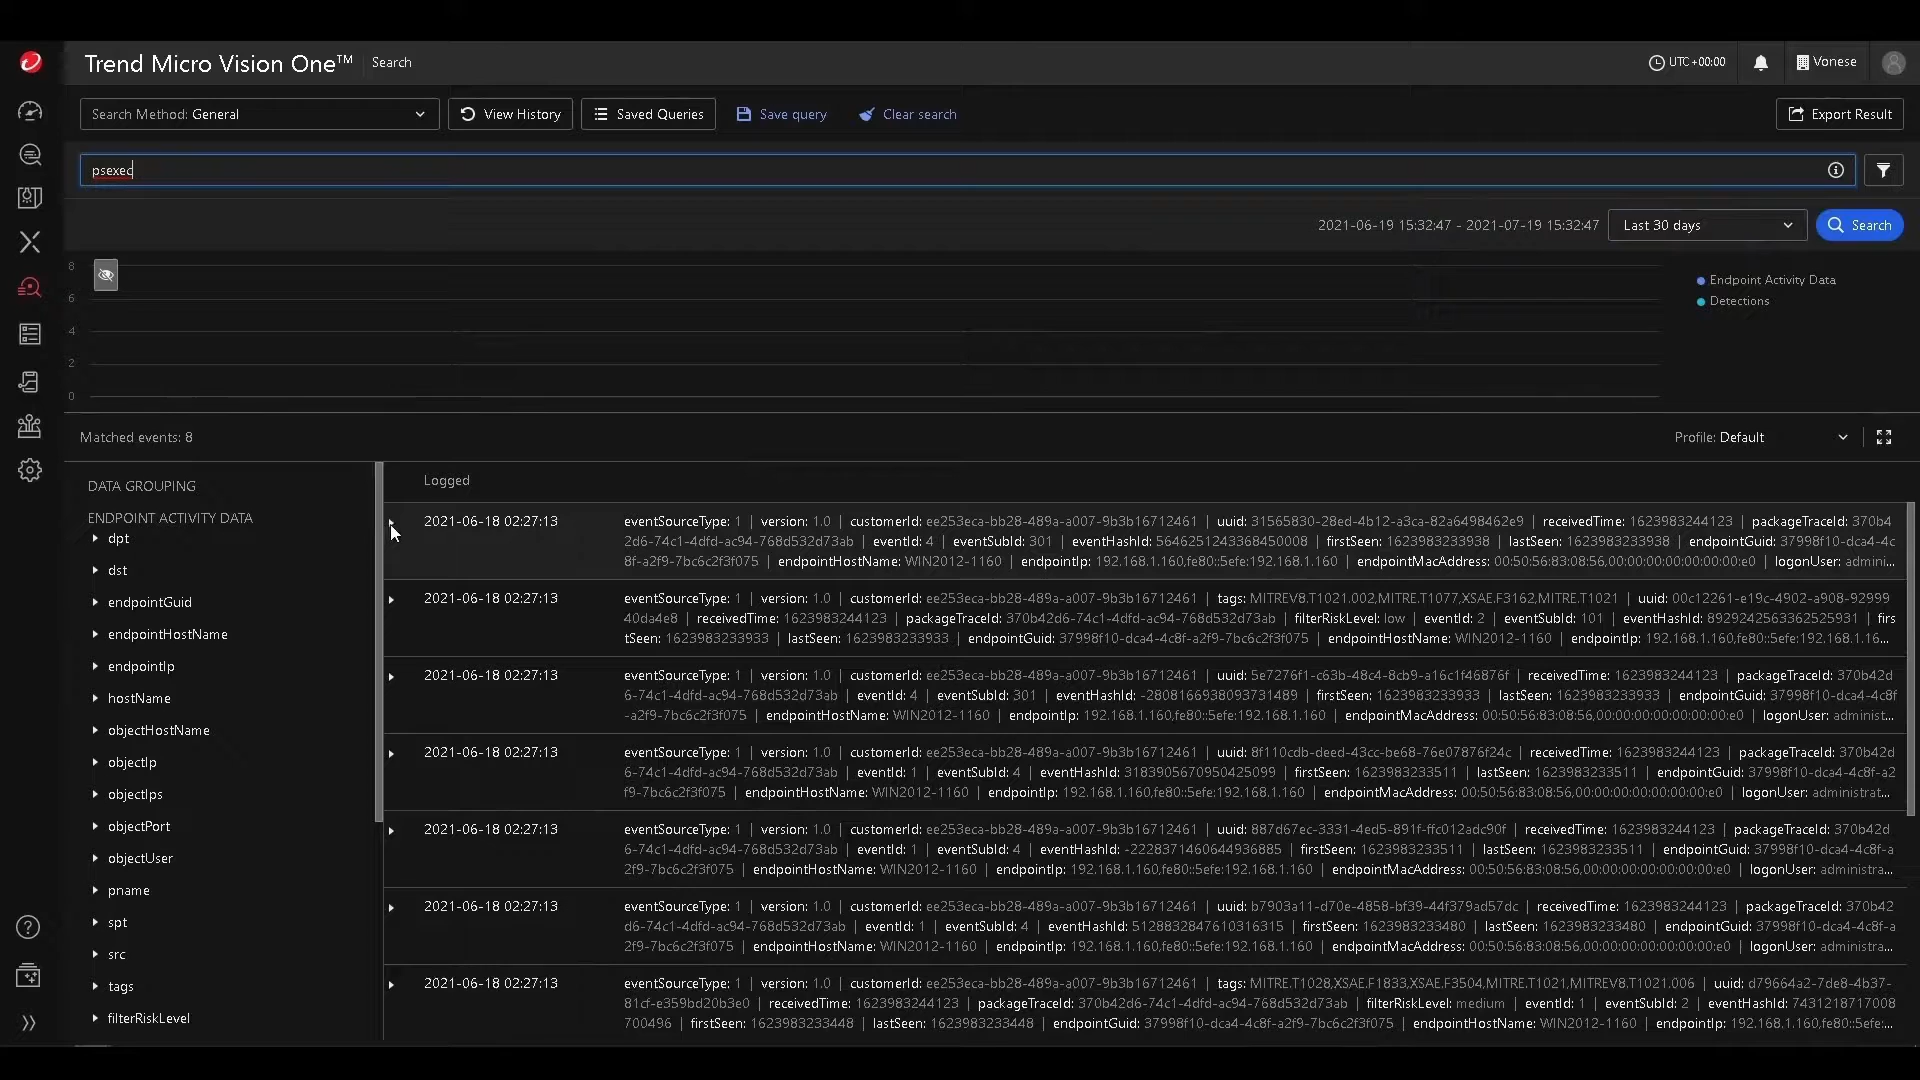 Trend Micro Vision One™ Search
UTC+00:00
Vonese
Search Method: General
View History
Saved Queries
Save query
Clear search
Export Result
psexec
2021-06-19 15:32:47 - 2021-07-19 15:32:47
Last 30 days
Search
8
6
4
2
0
Endpoint Activity Data
Detections
Matched events: 8
Profile: Default
DATA GROUPING
ENDPOINT ACTIVITY DATA
dpt
dst
endpointGuid
endpointHostName
endpointIp
hostName
objectHostName
objectIp
objectIps
objectPort
objectUser
pname
spt
src
tags
filterRiskLevel
Logged
2021-06-18 02:27:13
eventSourceType: 1 | version: 1.0 | customerId: ee253eca-bb28-489a-a007-9b3b16712461 | uuid: 31565830-28ed-4b12-a3ca-82a6498462e9 | receivedTime: 1623983244123 | packageTraceId: 370b4
2d6-74c1-4dfd-ac94-768d532d73ab | eventId: 4 | eventSubId: 301 | eventHashId: 5646251243368450008 | firstSeen: 1623983233938 | lastSeen: 1623983233938 | endpointGuid: 37998f10-dca4-4c
8f-a2f9-7bc6c2f3f075 | endpointHostName: WIN2012-1160 | endpointIp: 192.168.1.160,fe80::5efe:192.168.1.160 | endpointMacAddress: 00:50:56:83:08:56,00:00:00:00:00:00:00:e0 | logonUser: admini...
2021-06-18 02:27:13
eventSourceType: 1 | version: 1.0 | customerId: ee253eca-bb28-489a-a007-9b3b16712461 | tags: MITREV8.T1021.002,MITRE.T1077,XSAE.F3162,MITRE.T1021 | uuid: 00c12261-e19c-4902-a908-92999
40da4e8 | receivedTime: 1623983244123 | packageTraceId: 370b42d6-74c1-4dfd-ac94-768d532d73ab | filterRiskLevel: low | eventId: 2 | eventSubId: 101 | eventHashId: 8929242563362525931 | firs
tSeen: 1623983233933 | lastSeen: 1623983233933 | endpointGuid: 37998f10-dca4-4c8f-a2f9-7bc6c2f3f075 | endpointHostName: WIN2012-1160 | endpointIp: 192.168.1.160,fe80::5efe:192.168.1.16...
2021-06-18 02:27:13
eventSourceType: 1 | version: 1.0 | customerId: ee253eca-bb28-489a-a007-9b3b16712461 | uuid: 5e7276f1-c63b-48c4-8cb9-a16c1f46876f | receivedTime: 1623983244123 | packageTraceId: 370b42d
6-74c1-4dfd-ac94-768d532d73ab | eventId: 4 | eventSubId: 301 | eventHashId: -2808166938093731489 | firstSeen: 1623983233933 | lastSeen: 1623983233933 | endpointGuid: 37998f10-dca4-4c8f
-a2f9-7bc6c2f3f075 | endpointHostName: WIN2012-1160 | endpointIp: 192.168.1.160,fe80::5efe:192.168.1.160 | endpointMacAddress: 00:50:56:83:08:56,00:00:00:00:00:00:00:e0 | logonUser: administ...
2021-06-18 02:27:13
eventSourceType: 1 | version: 1.0 | customerId: ee253eca-bb28-489a-a007-9b3b16712461 | uuid: 8f110cdb-deed-43cc-be68-76e07876f24c | receivedTime: 1623983244123 | packageTraceId: 370b42d
6-74c1-4dfd-ac94-768d532d73ab | eventId: 1 | eventSubId: 4 | eventHashId: 3183905670950425099 | firstSeen: 1623983233511 | lastSeen: 1623983233511 | endpointGuid: 37998f10-dca4-4c8f-a2
f9-7bc6c2f3f075 | endpointHostName: WIN2012-1160 | endpointIp: 192.168.1.160,fe80::5efe:192.168.1.160 | endpointMacAddress: 00:50:56:83:08:56,00:00:00:00:00:00:00:e0 | logonUser: administrat...
2021-06-18 02:27:13
eventSourceType: 1 | version: 1.0 | customerId: ee253eca-bb28-489a-a007-9b3b16712461 | uuid: 887d67ec-3331-4ed5-891f-ffc012adc90f | receivedTime: 1623983244123 | packageTraceId: 370b42d
6-74c1-4dfd-ac94-768d532d73ab | eventId: 1 | eventSubId: 4 | eventHashId: -2228371460644936885 | firstSeen: 1623983233511 | lastSeen: 1623983233511 | endpointGuid: 37998f10-dca4-4c8f-a
2f9-7bc6c2f3f075 | endpointHostName: WIN2012-1160 | endpointIp: 192.168.1.160,fe80::5efe:192.168.1.160 | endpointMacAddress: 00:50:56:83:08:56,00:00:00:00:00:00:00:e0 | logonUser: administra...
2021-06-18 02:27:13
eventSourceType: 1 | version: 1.0 | customerId: ee253eca-bb28-489a-a007-9b3b16712461 | uuid: b7903a11-d70e-4858-bf39-44f379ad57dc | receivedTime: 1623983244123 | packageTraceId: 370b42
d6-74c1-4dfd-ac94-768d532d73ab | eventId: 1 | eventSubId: 4 | eventHashId: 5128832847610316315 | firstSeen: 1623983233480 | lastSeen: 1623983233480 | endpointGuid: 37998f10-dca4-4c8f-a
2f9-7bc6c2f3f075 | endpointHostName: WIN2012-1160 | endpointIp: 192.168.1.160,fe80::5efe:192.168.1.160 | endpointMacAddress: 00:50:56:83:08:56,00:00:00:00:00:00:00:e0 | logonUser: administra...
2021-06-18 02:27:13
eventSourceType: 1 | version: 1.0 | customerId: ee253eca-bb28-489a-a007-9b3b16712461 | tags: MITRE.T1028,XSAE.F1833,XSAE.F3504,MITRE.T1021,MITREV8.T1021.006 | uuid: d79664a2-7de8-4b37-
81cf-e359bd20b3e0 | receivedTime: 1623983244123 | packageTraceId: 370b42d6-74c1-4dfd-ac94-768d532d73ab | filterRiskLevel: medium | eventId: 1 | eventSubId: 2 | eventHashId: 7431218717008
700496 | firstSeen: 1623983233448 | lastSeen: 1623983233448 | endpointGuid: 37998f10-dca4-4c8f-a2f9-7bc6c2f3f075 | endpointHostName: WIN2012-1160 | endpointIp: 192.168.1.160,fe80::5efe:...